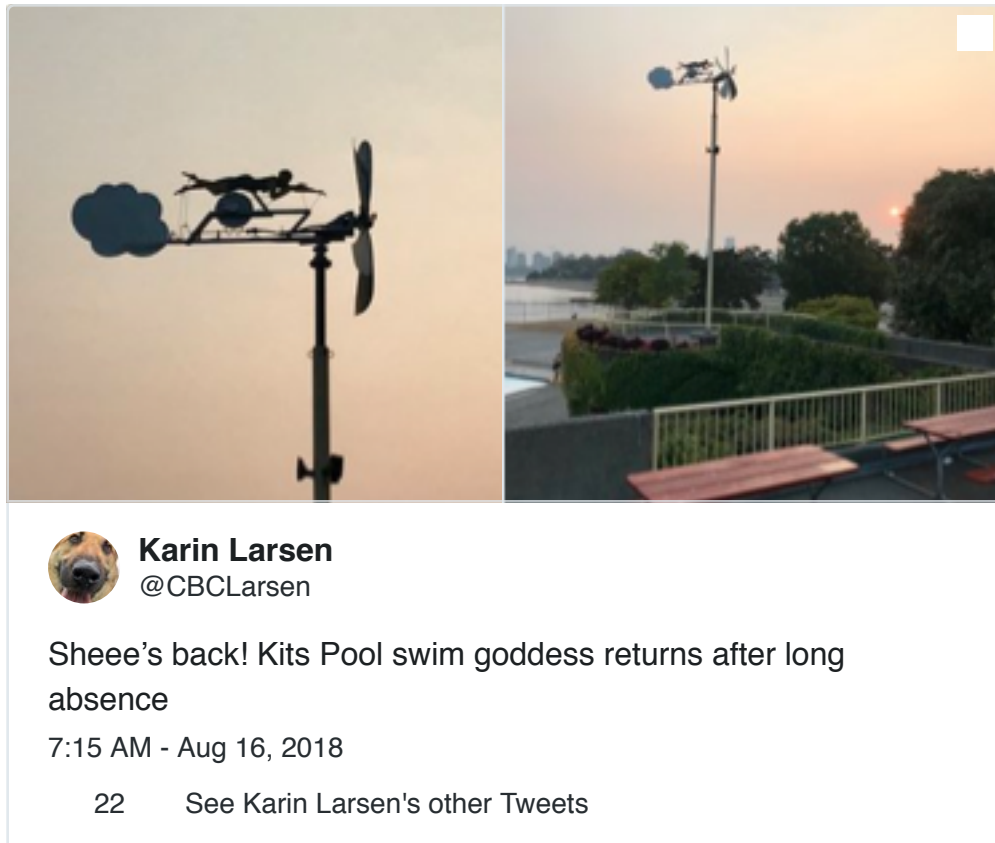 Karin Larsen
@CBCLarsen
Sheee’s back! Kits Pool swim goddess returns after long
absence
7:15 AM - Aug 16, 2018
22 See Karin Larsen's other Tweets